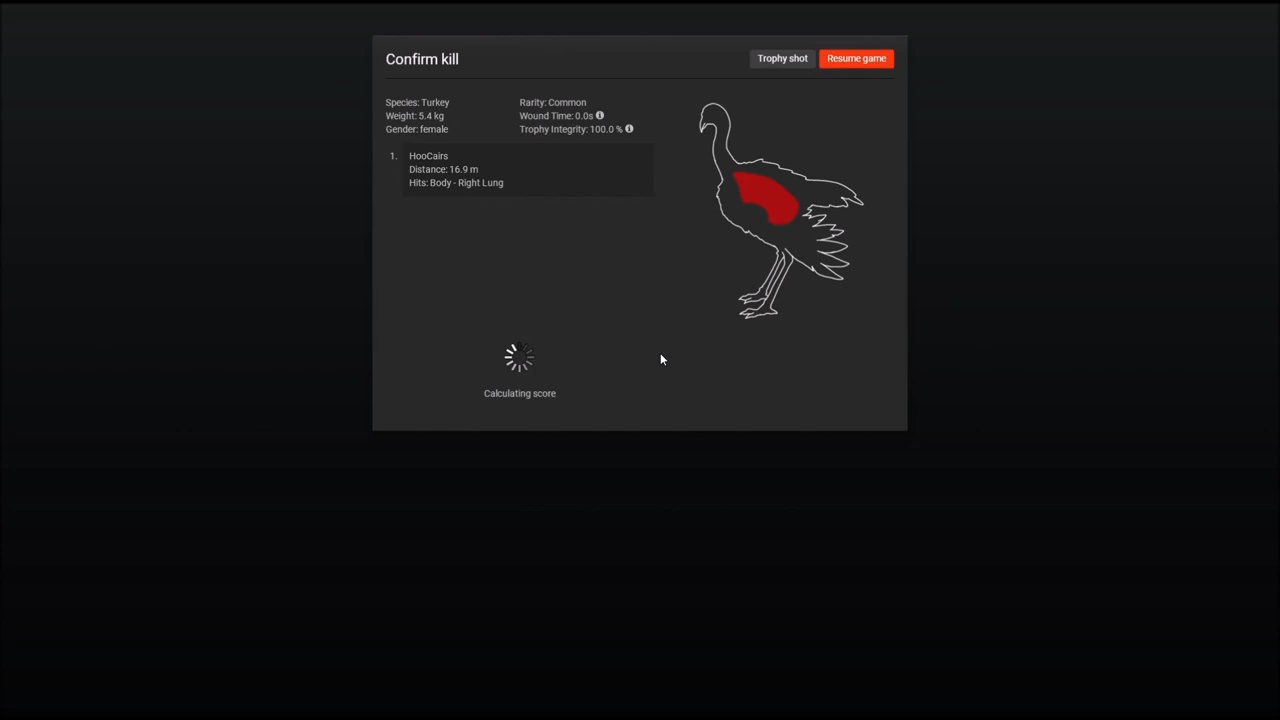 Confirm kill
Trophy shot
Resume game
Species: Turkey
Rarity: Common
Weight: 5.4 kg
Wound Time: 0.0s
Gender: female
Trophy Integrity: 100.0 %
1. HooCairs
Distance: 16.9 m
Hits: Body - Right Lung
Calculating score